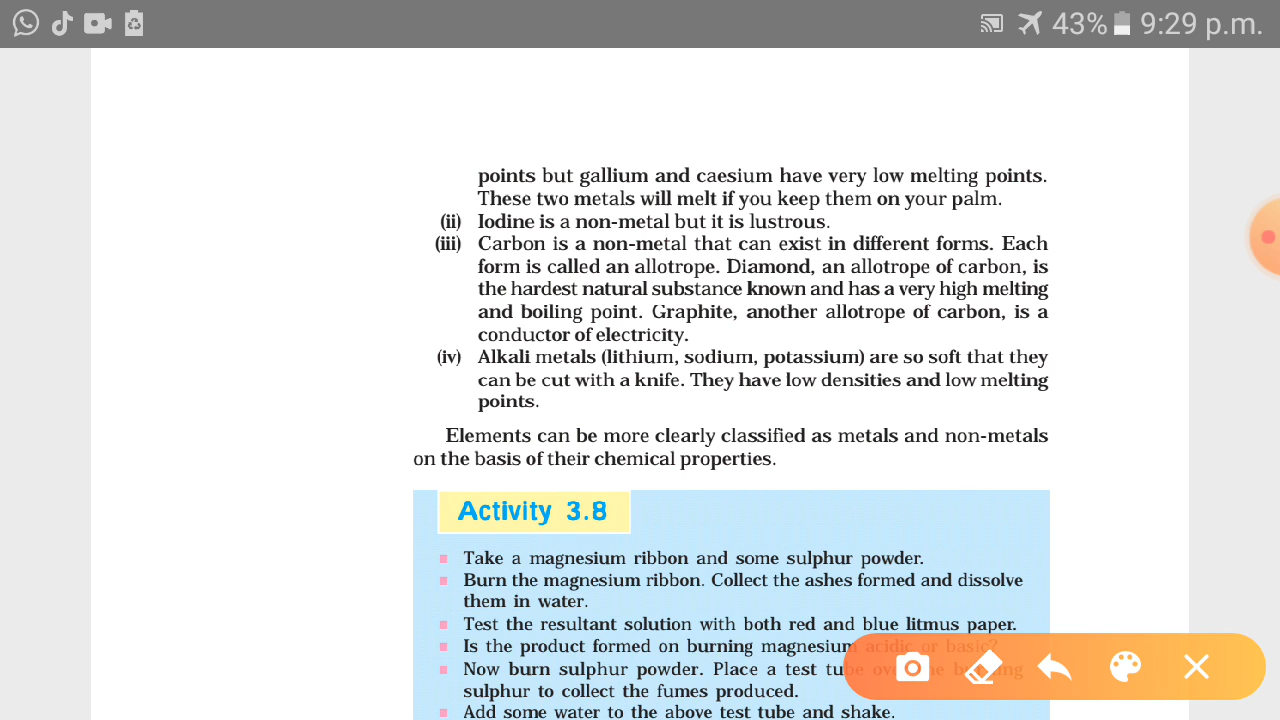 43% 9:29 p.m.
points but gallium and caesium have very low melting points.
These two metals will melt if you keep them on your palm.
(ii) Iodine is a non-metal but it is lustrous.
(iii) Carbon is a non-metal that can exist in different forms. Each
form is called an allotrope. Diamond, an allotrope of carbon, is
the hardest natural substance known and has a very high melting
and boiling point. Graphite, another allotrope of carbon, is a
conductor of electricity.
(iv) Alkali metals (lithium, sodium, potassium) are so soft that they
can be cut with a knife. They have low densities and low melting
points.
Elements can be more clearly classified as metals and non-metals
on the basis of their chemical properties.
Activity 3.8
Take a magnesium ribbon and some sulphur powder.
Burn the magnesium ribbon. Collect the ashes formed and dissolve
them in water.
Test the resultant solution with both red and blue litmus paper.
Is the product formed on burning magnesium acidic or basic?
Now burn sulphur powder. Place a test tube over the burning
sulphur to collect the fumes produced.
Add some water to the above test tube and shake.